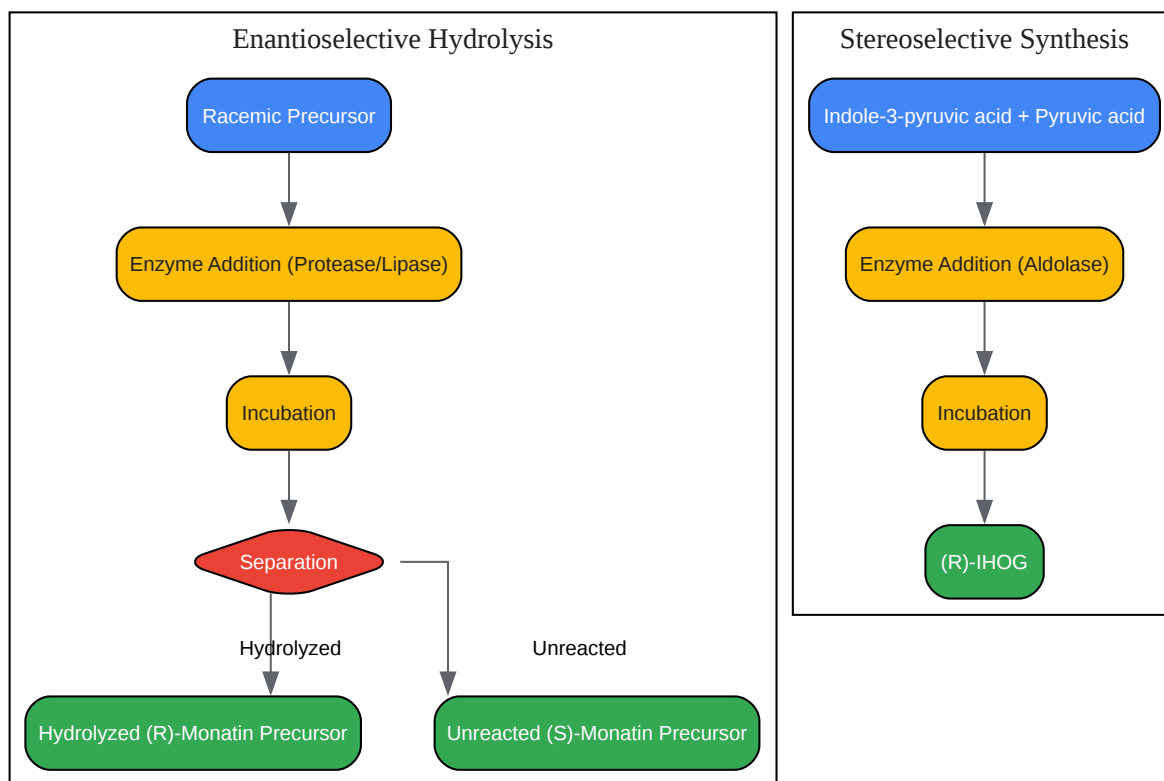 Enantioselective Hydrolysis
Racemic Precursor
Enzyme Addition (Protease/Lipase)
Incubation
Separation
Hydrolyzed
Unreacted
Hydrolyzed (R)-Monatin Precursor
Unreacted (S)-Monatin Precursor
Stereoselective Synthesis
Indole-3-pyruvic acid + Pyruvic acid
Enzyme Addition (Aldolase)
Incubation
(R)-IHOG